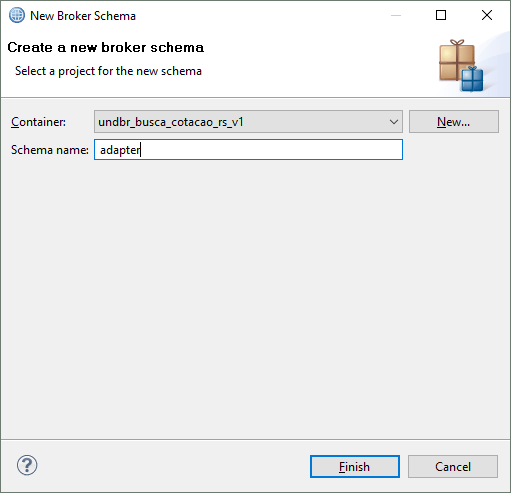 New Broker Schema
Create a new broker schema
Select a project for the new schema
Container: undbr_busca_cotacao_rs_v1 New...
Schema name: adapter
? Finish Cancel